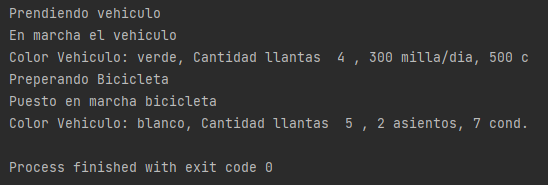 Prendiendo vehiculo
En marcha el vehiculo
Color Vehiculo: verde, Cantidad llantas  4 , 300 milla/dia, 500 c
Preperando Bicicleta
Puesto en marcha bicicleta
Color Vehiculo: blanco, Cantidad llantas  5 , 2 asientos, 7 cond.
Process finished with exit code 0